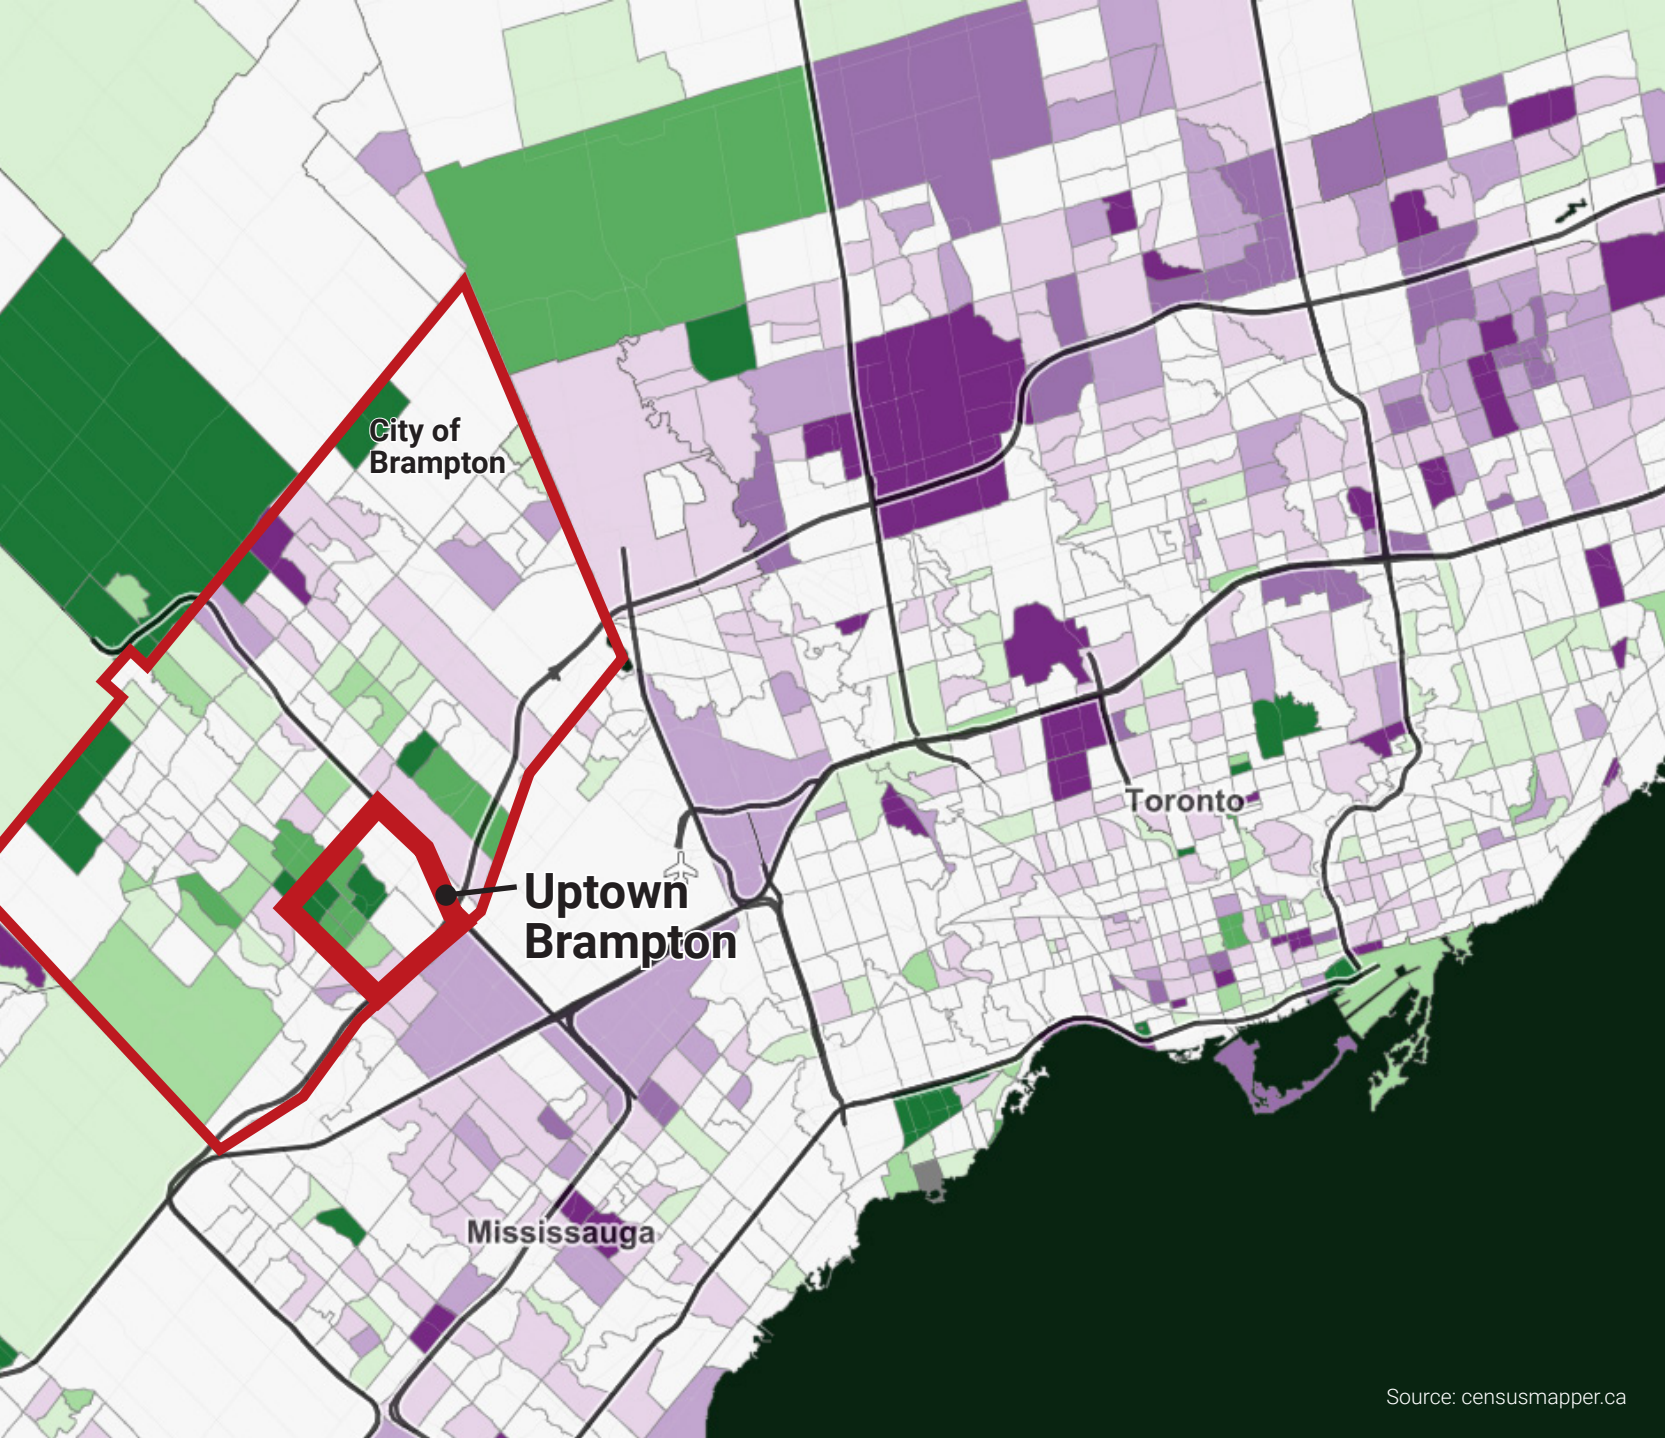 City of
Brampton
Toronto
Uptown
Brampton
Mississauga
Source: censusmapper.ca